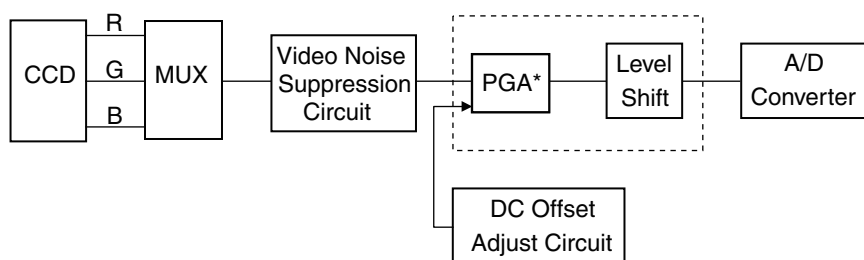 CCD
R
G
B
MUX
Video Noise
Suppression
Circuit
PGA*
Level
Shift
A/D
Converter
DC Offset
Adjust Circuit